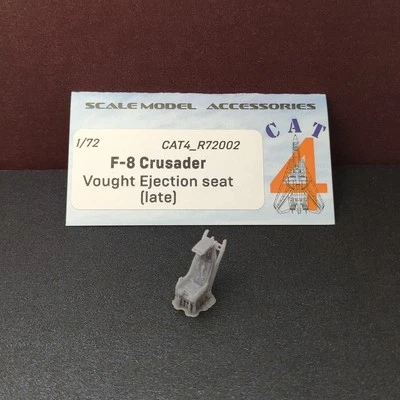 SCALE MODEL ACCESSORIES
CAT
4
1/72 CAT4_R72002
F-8 Crusader
Vought Ejection seat
(late)